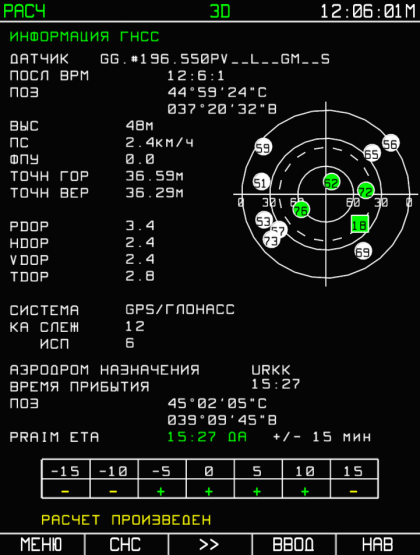 РАСЧ 3D 12:06:01М
ИНФОРМАЦИЯ ГНСС
ДАТЧИК GG.#196.550PV__L__GM__S
ПОСЛ ВРМ 12:6:1
ПОЗ 44°59'24"С
037°20'32"В
ВЫС 48М
ПС 2.4КМ/Ч
ФПУ 0.0
ТОЧН ГОР 36.59М
ТОЧН ВЕР 36.29М
59 56 55
51 52 72
0 30 60 60 30 0
76
53 57 18
73 69
PDOP 3.4
HDOP 2.4
VDOP 2.4
TDOP 2.8
СИСТЕМА GPS/ГЛОНАСС
КА СЛЕЖ 12
ИСП 6
АЭРОДРОМ НАЗНАЧЕНИЯ URKK
ВРЕМЯ ПРИБЫТИЯ 15:27
ПОЗ 45°02'05"С
039°09'45"В
PRAIM ETA 15:27 ДА +/- 15 МИН
-15 -10 -5 0 5 10 15
- - + + + + -
РАСЧЕТ ПРОИЗВЕДЕН
МЕНЮ СНС >> ВВОД НАВ